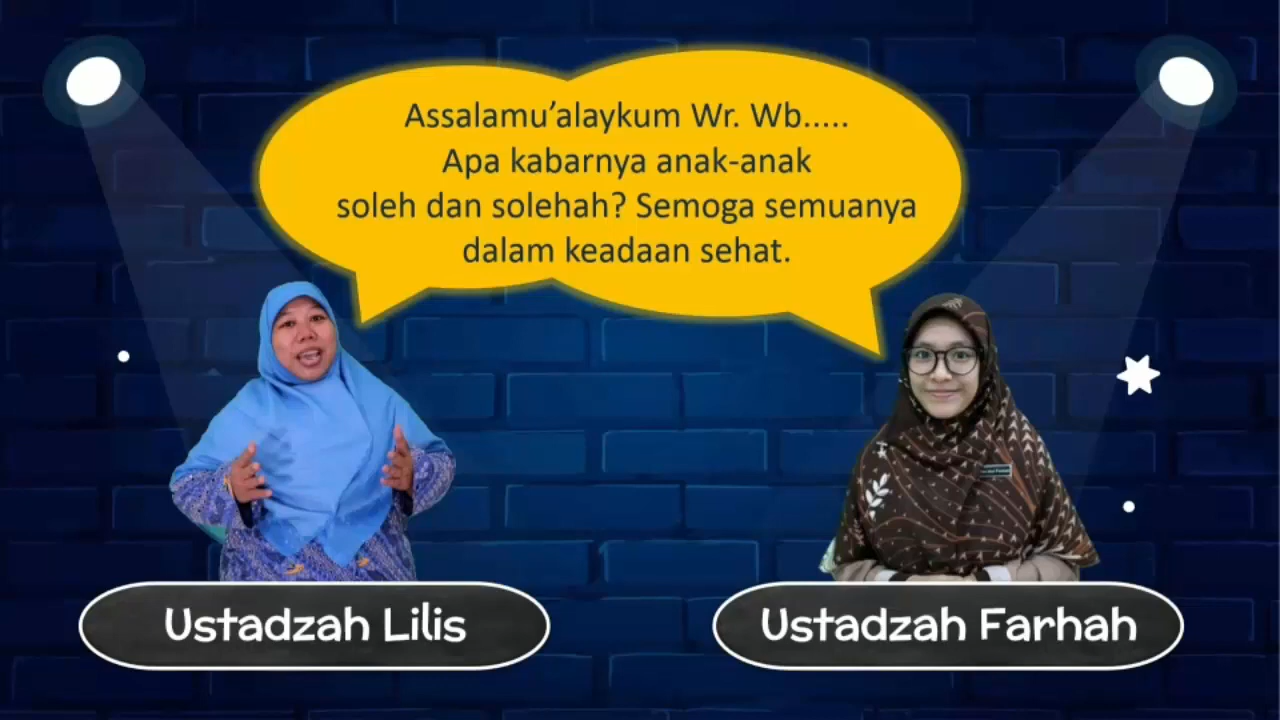 Assalamu’alaykum Wr. Wb.....
Apa kabarnya anak-anak
soleh dan solehah? Semoga semuanya
dalam keadaan sehat.
Ustadzah Lilis
Ustadzah Farhah